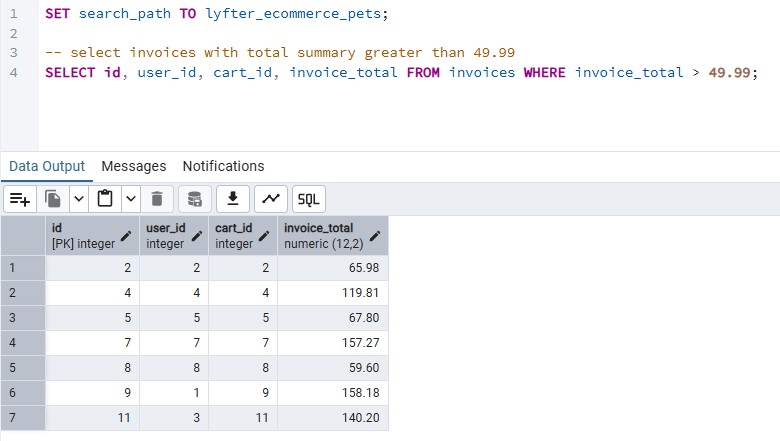 1 SET search_path TO lyfter_ecommerce_pets;
2
3 -- select invoices with total summary greater than 49.99
4 SELECT id, user_id, cart_id, invoice_total FROM invoices WHERE invoice_total > 49.99;
Data Output Messages Notifications
SQL
id user_id cart_id invoice_total
[PK] integer integer integer numeric (12,2)
1 2 2 2 65.98
2 4 4 4 119.81
3 5 5 5 67.80
4 7 7 7 157.27
5 8 8 8 59.60
6 9 1 9 158.18
7 11 3 11 140.20